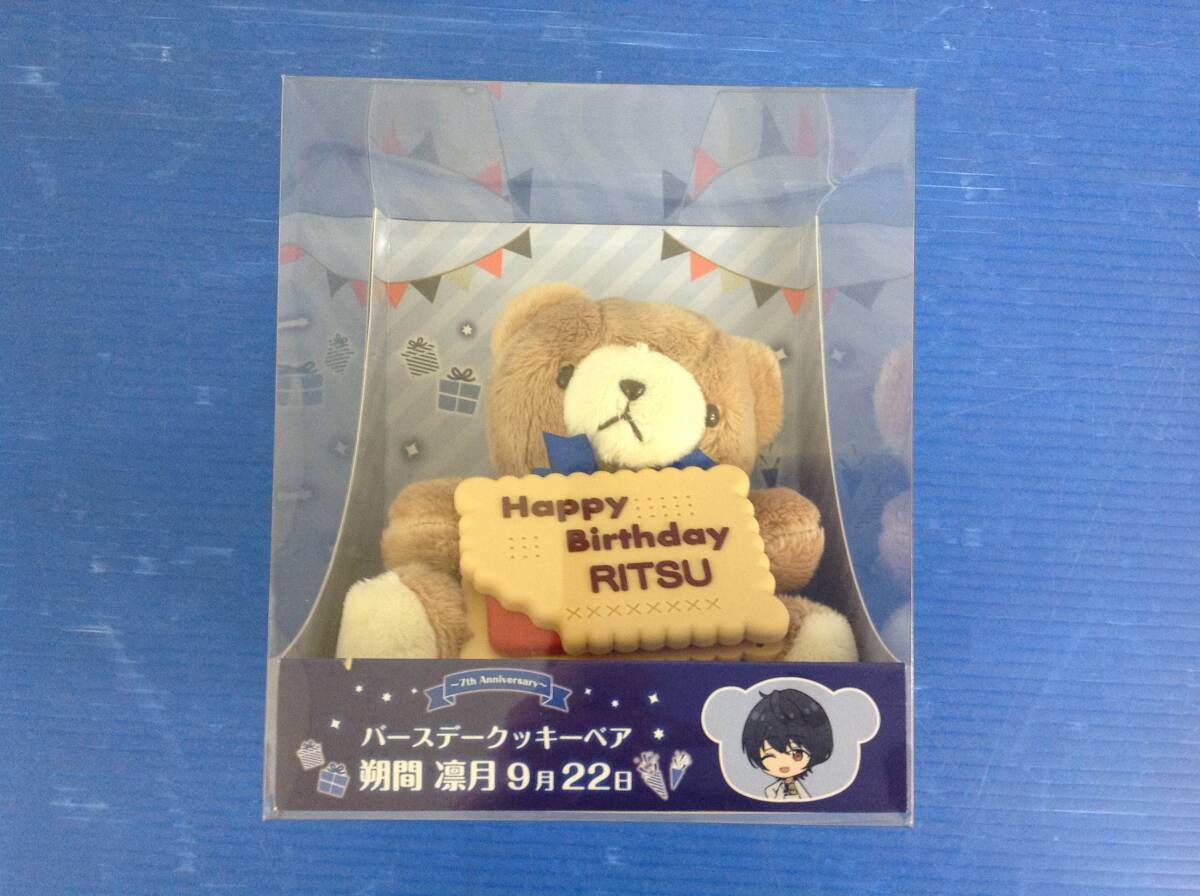 Happy
Birthday
RITSU
~7th Anniversary~
バースデークッキーベア
朔間 凛月 9月22日